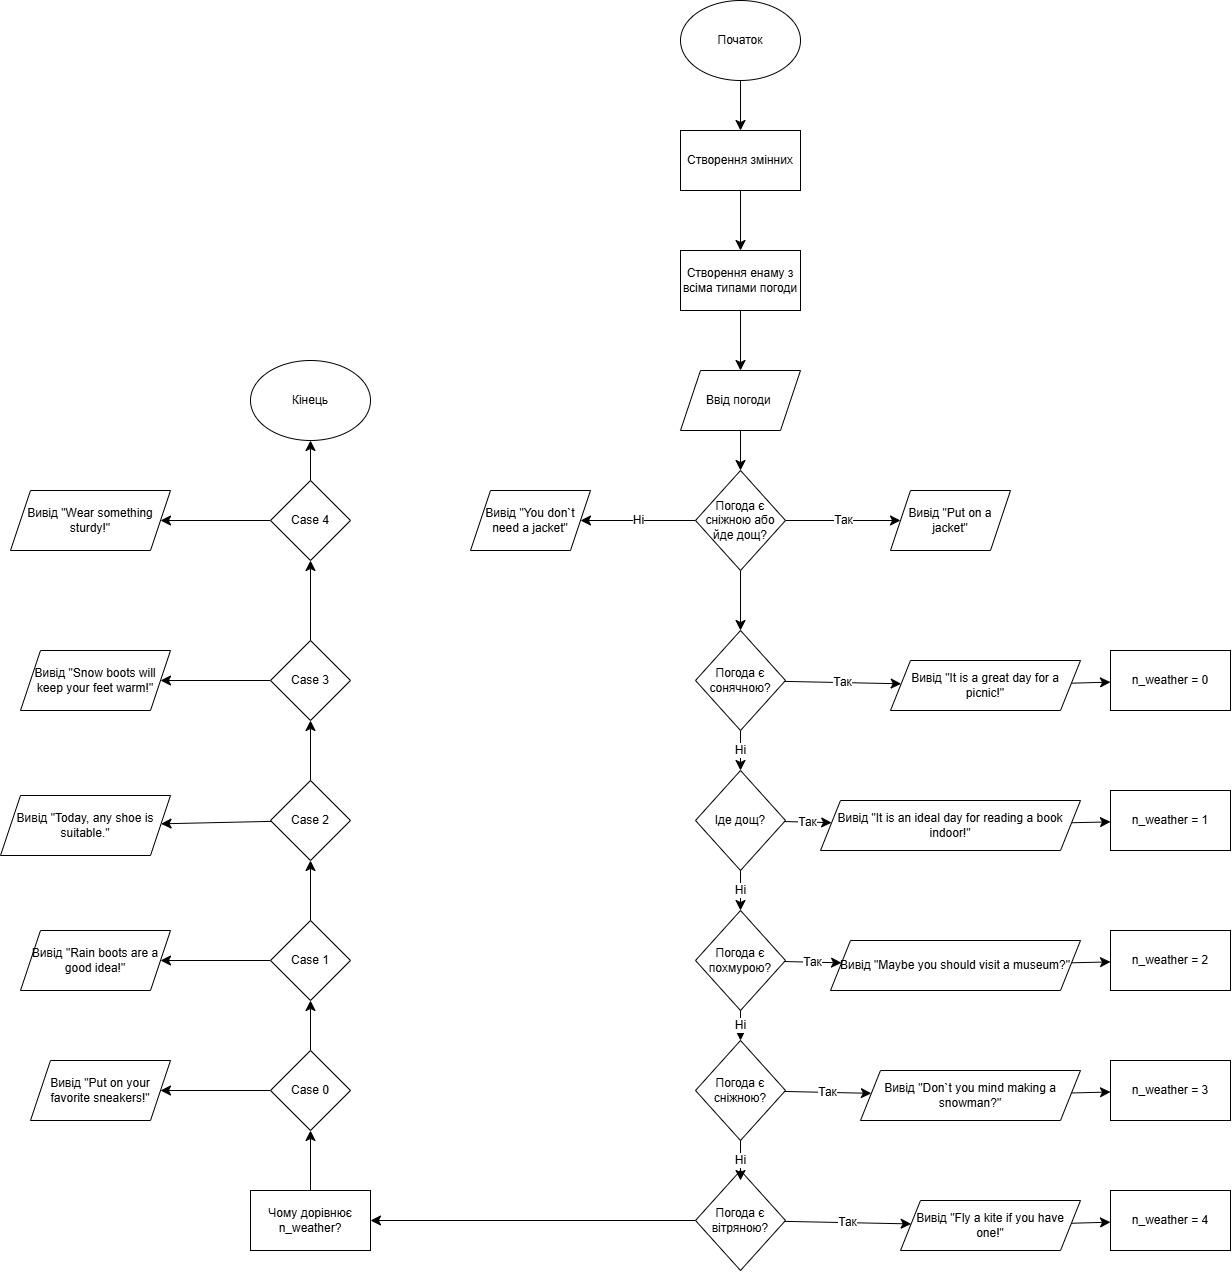 Початок
Створення змінних
Створення енаму з
всіма типами погоди
Ввід погоди
Погода є
сніжною або
йде дощ?
Ні
Вивід "You don`t
need a jacket"
Так
Вивід "Put on a
jacket"
Погода є
сонячною?
Так
Вивід "It is a great day for a
picnic!"
n_weather = 0
Ні
Іде дощ?
Так
Вивід "It is an ideal day for reading a book
indoor!"
n_weather = 1
Ні
Погода є
похмурою?
Так
Вивід "Maybe you should visit a museum?"
n_weather = 2
Ні
Погода є
сніжною?
Так
Вивід "Don`t you mind making a
snowman?"
n_weather = 3
Ні
Погода є
вітряною?
Так
Вивід "Fly a kite if you have
one!"
n_weather = 4
Чому дорівнює
n_weather?
Case 0
Вивід "Put on your
favorite sneakers!"
Case 1
Вивід "Rain boots are a
good idea!"
Case 2
Вивід "Today, any shoe is
suitable."
Case 3
Вивід "Snow boots will
keep your feet warm!"
Case 4
Вивід "Wear something
sturdy!"
Кінець